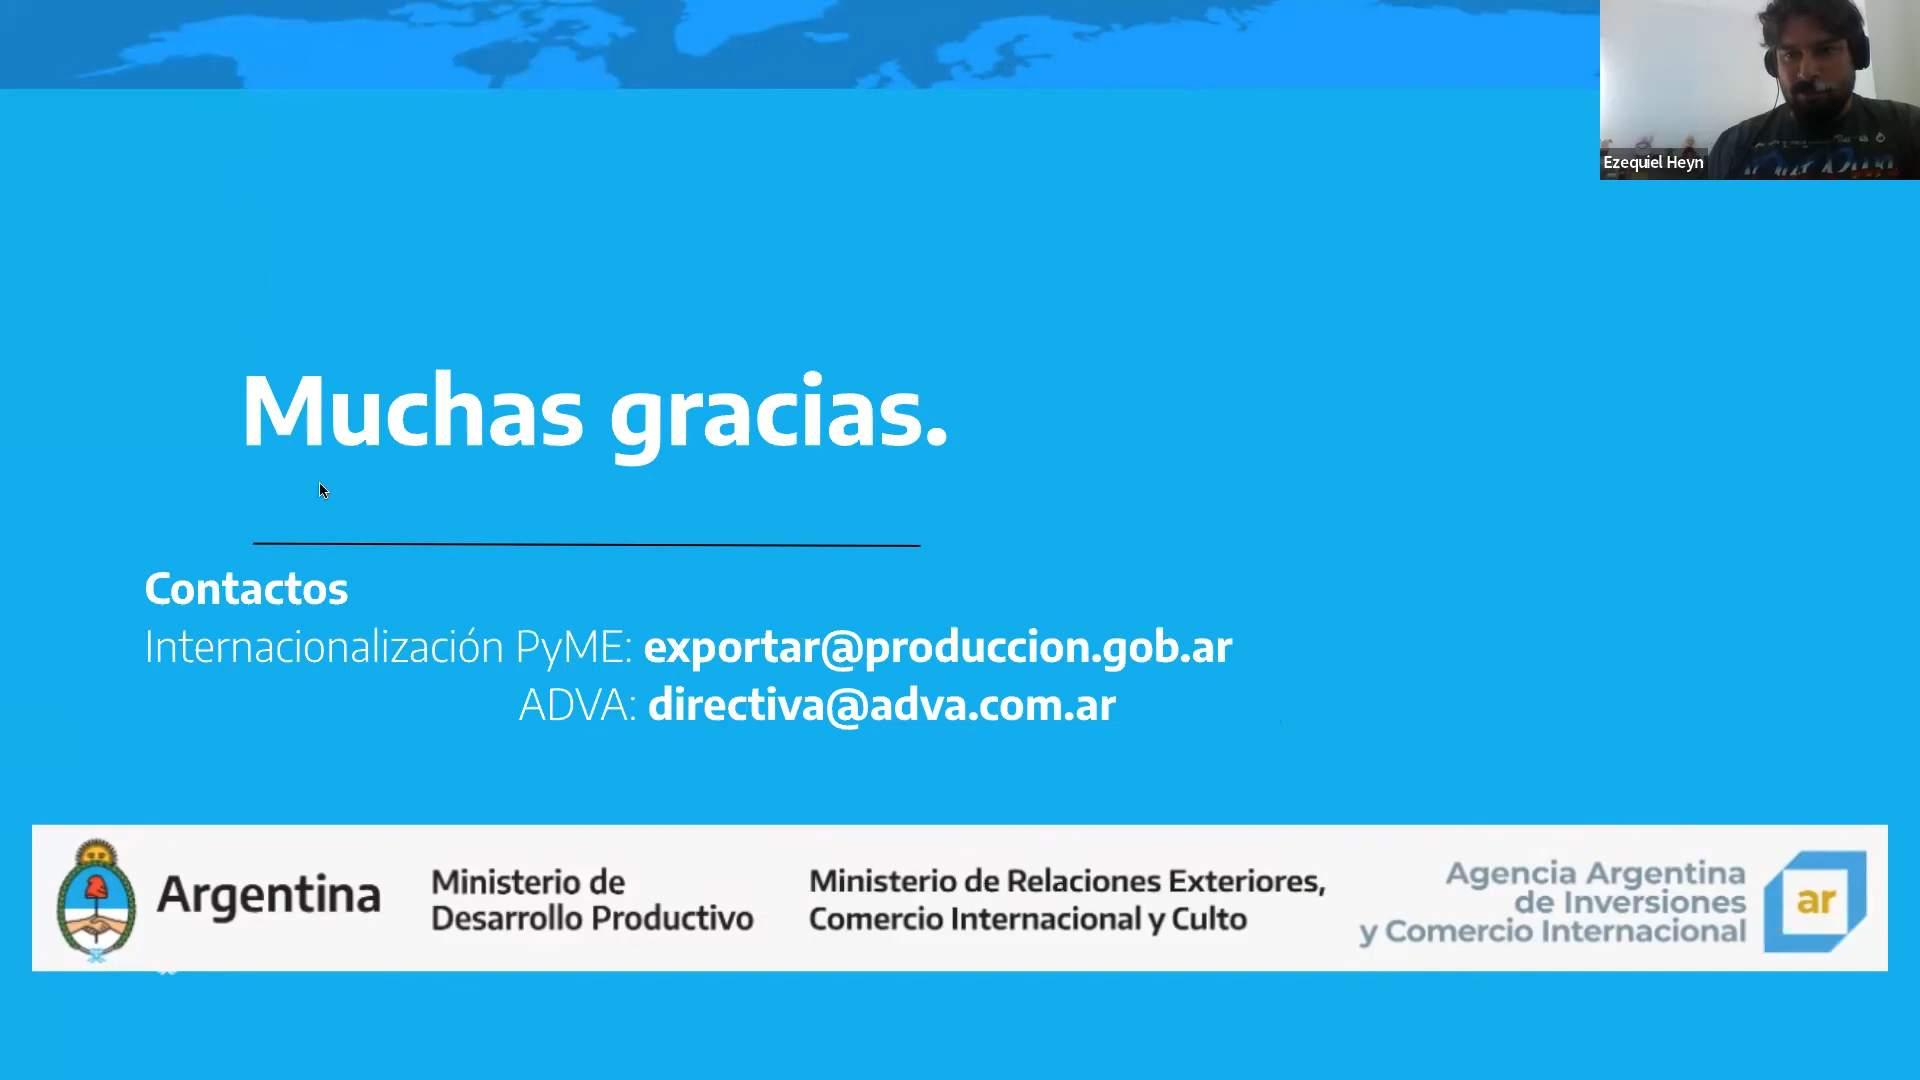 Ezequiel Heyn
Muchas gracias.
Contactos
Internacionalización PyME: exportar@produccion.gob.ar
ADVA: directiva@adva.com.ar
Argentina
Ministerio de
Desarrollo Productivo
Ministerio de Relaciones Exteriores,
Comercio Internacional y Culto
Agencia Argentina
de Inversiones
y Comercio Internacional
ar